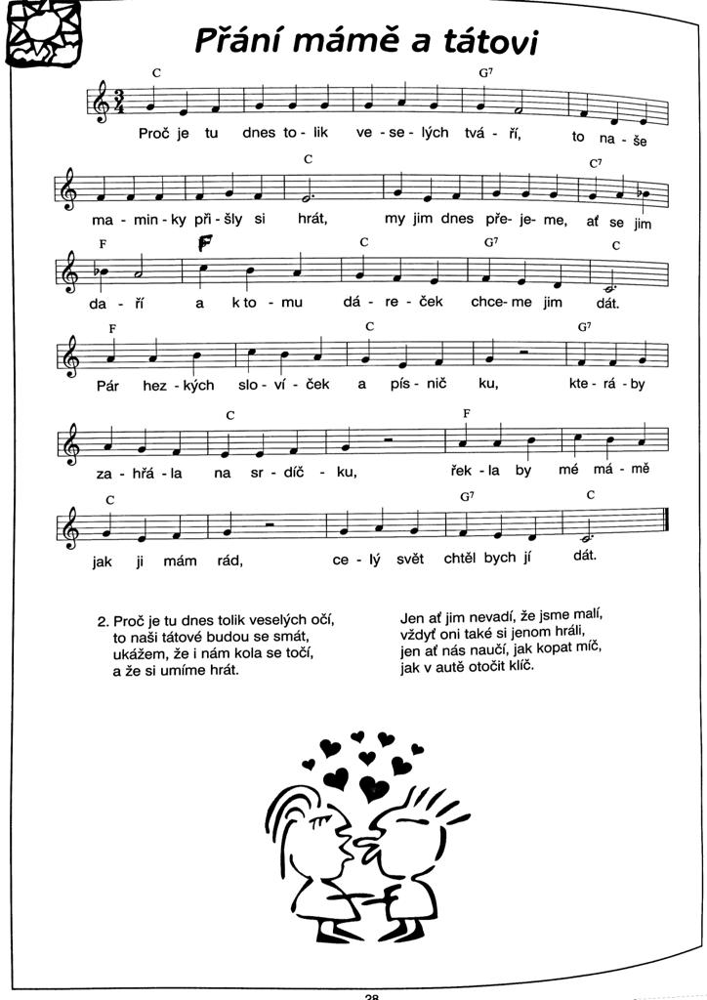 Přání mámě a tátovi
C G7
3
4
Proč je tu dnes to - lik ve - se - lých tvá - ří, to na - še
C C7
ma - min - ky při - šly si hrát, my jim dnes pře - je - me, ať se jim
F F C G7 C
da - ří a k to - mu dá - re - ček chce - me jim dát.
F C G7
Pár hez - kých slo - ví - ček a pís - nič ku, kte - rá - by
C F
za - hřá - la na sr - díč - ku, řek - la by mé má - mě
C G7 C
jak ji mám rád, ce - lý svět chtěl bych jí dát.
2. Proč je tu dnes tolik veselých očí,
to naši tátové budou se smát,
ukážem, že i nám kola se točí,
a že si umíme hrát.
Jen ať jim nevadí, že jsme malí,
vždyť oni také si jenom hráli,
jen ať nás naučí, jak kopat míč,
jak v autě otočit klíč.
28